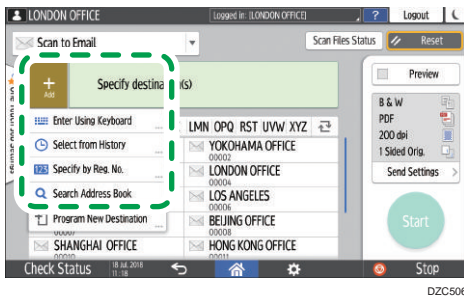 LONDON OFFICE
Logged in: [LONDON OFFICE]
? Logout
Scan to Email
Scan Files Status
Reset
Add
Specify destina (s)
Preview
B & W
PDF
200 dpi
1 Sided Orig.
Send Settings
Start
Enter Using Keyboard
Select from History
123 Specify by Reg. No.
Search Address Book
Program New Destination
LMN OPQ RST UVW XYZ
YOKOHAMA OFFICE
00002
LONDON OFFICE
00004
LOS ANGELES
00006
BEIJING OFFICE
00008
SHANGHAI OFFICE
HONG KONG OFFICE
Check Status
18 Jul. 2018
11:18
Stop
DZC506